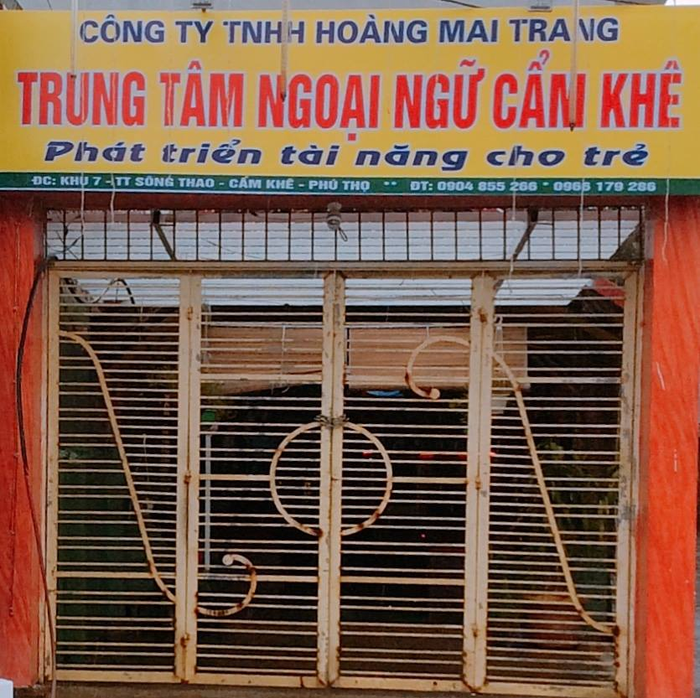 CÔNG TY TNHH HOÀNG MAI TRANG
TRUNG TÂM NGOẠI NGỮ CẨM KHÊ
Phát triển tài năng cho trẻ
ĐC: KHU 7 - TT SÔNG THAO - CẨM KHÊ - PHÚ THỌ ** ĐT: 0904 855 266 * 0966 179 286